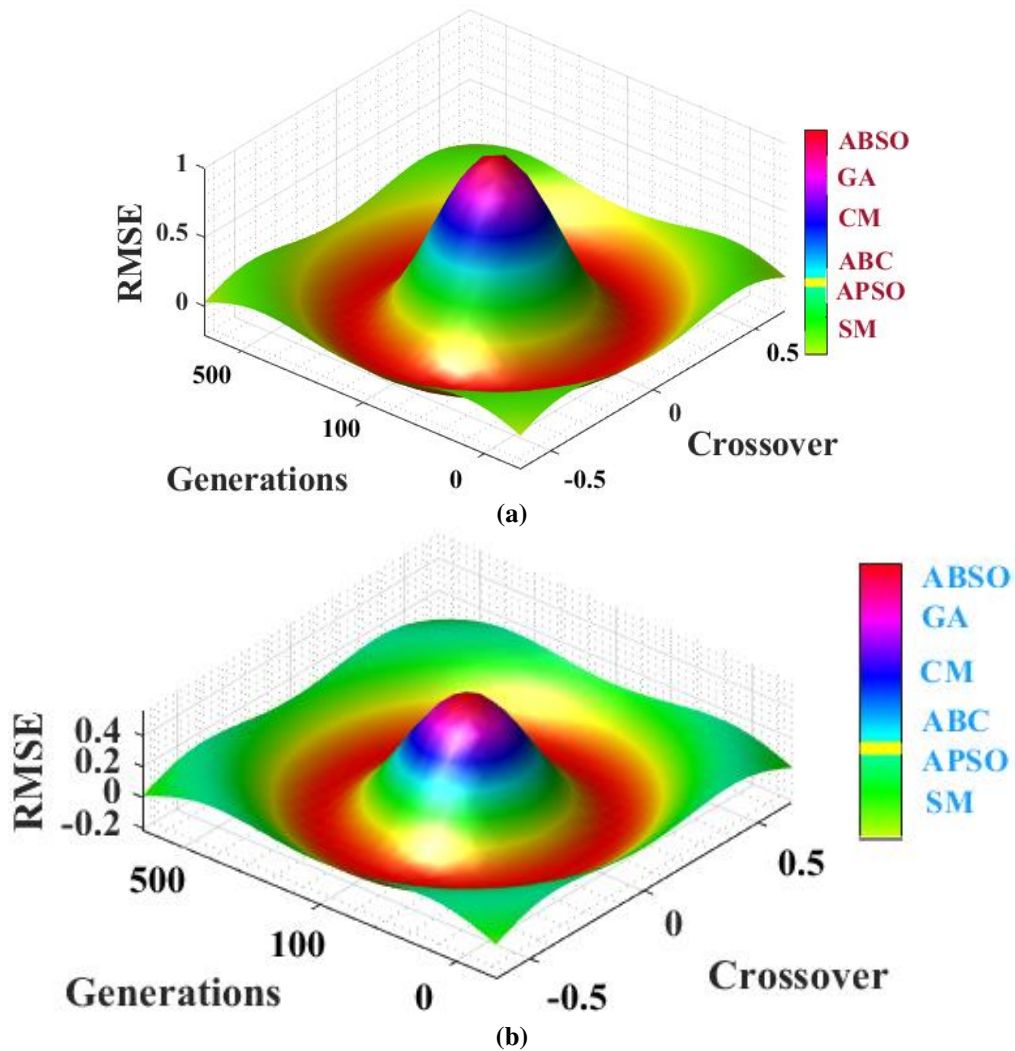 1
0.5
0
RMSE
500
100
0
Generations
-0.5
0
0.5
Crossover
ABSO
GA
CM
ABC
APSO
SM
(a)
0.4
0.2
0
-0.2
RMSE
500
100
0
Generations
-0.5
0
0.5
Crossover
ABSO
GA
CM
ABC
APSO
SM
(b)